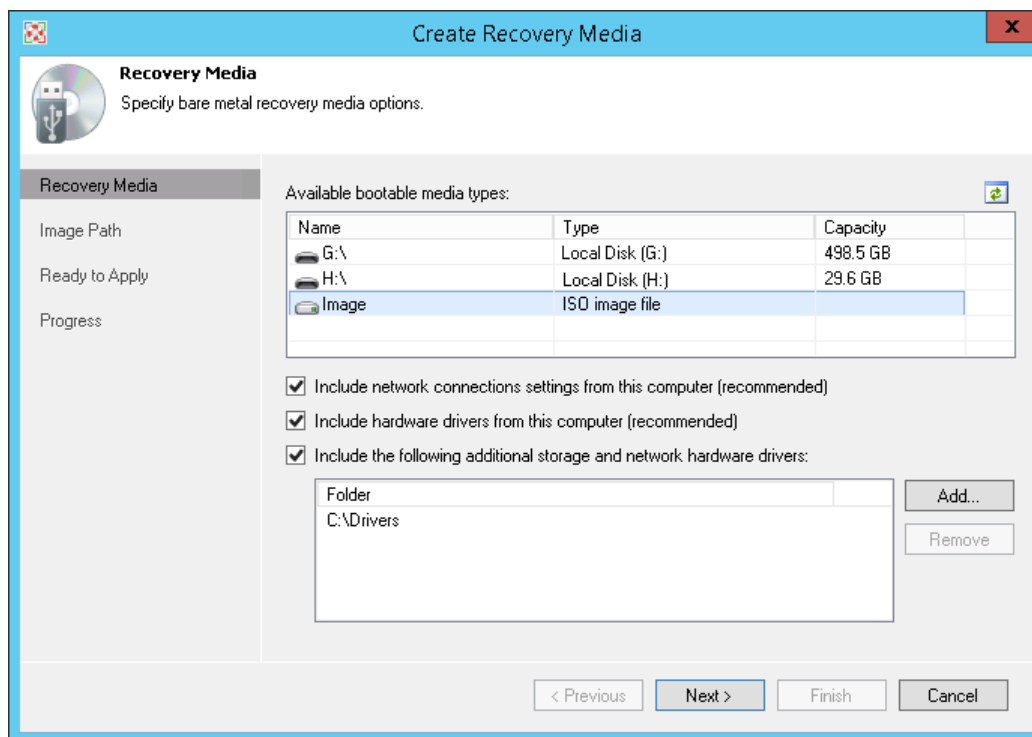 Create Recovery Media
x
Recovery Media
Specify bare metal recovery media options.
Recovery Media
Image Path
Ready to Apply
Progress
Available bootable media types:
Name Type Capacity
G:\ Local Disk (G:) 498.5 GB
H:\ Local Disk (H:) 29.6 GB
Image ISO image file
Include network connections settings from this computer (recommended)
Include hardware drivers from this computer (recommended)
Include the following additional storage and network hardware drivers:
Folder
C:\Drivers
Add...
Remove
< Previous Next > Finish Cancel